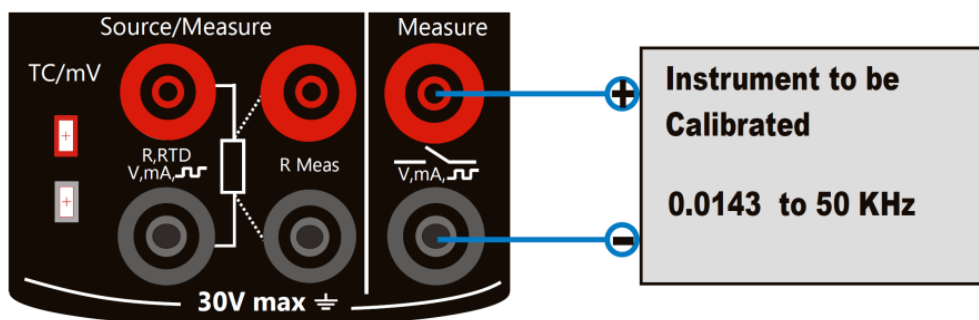 Source/Measure
Measure
TC/mV
R,RTD
V,mA,
R Meas
V,mA,
30V max
+
−
Instrument to be
Calibrated
0.0143 to 50 KHz